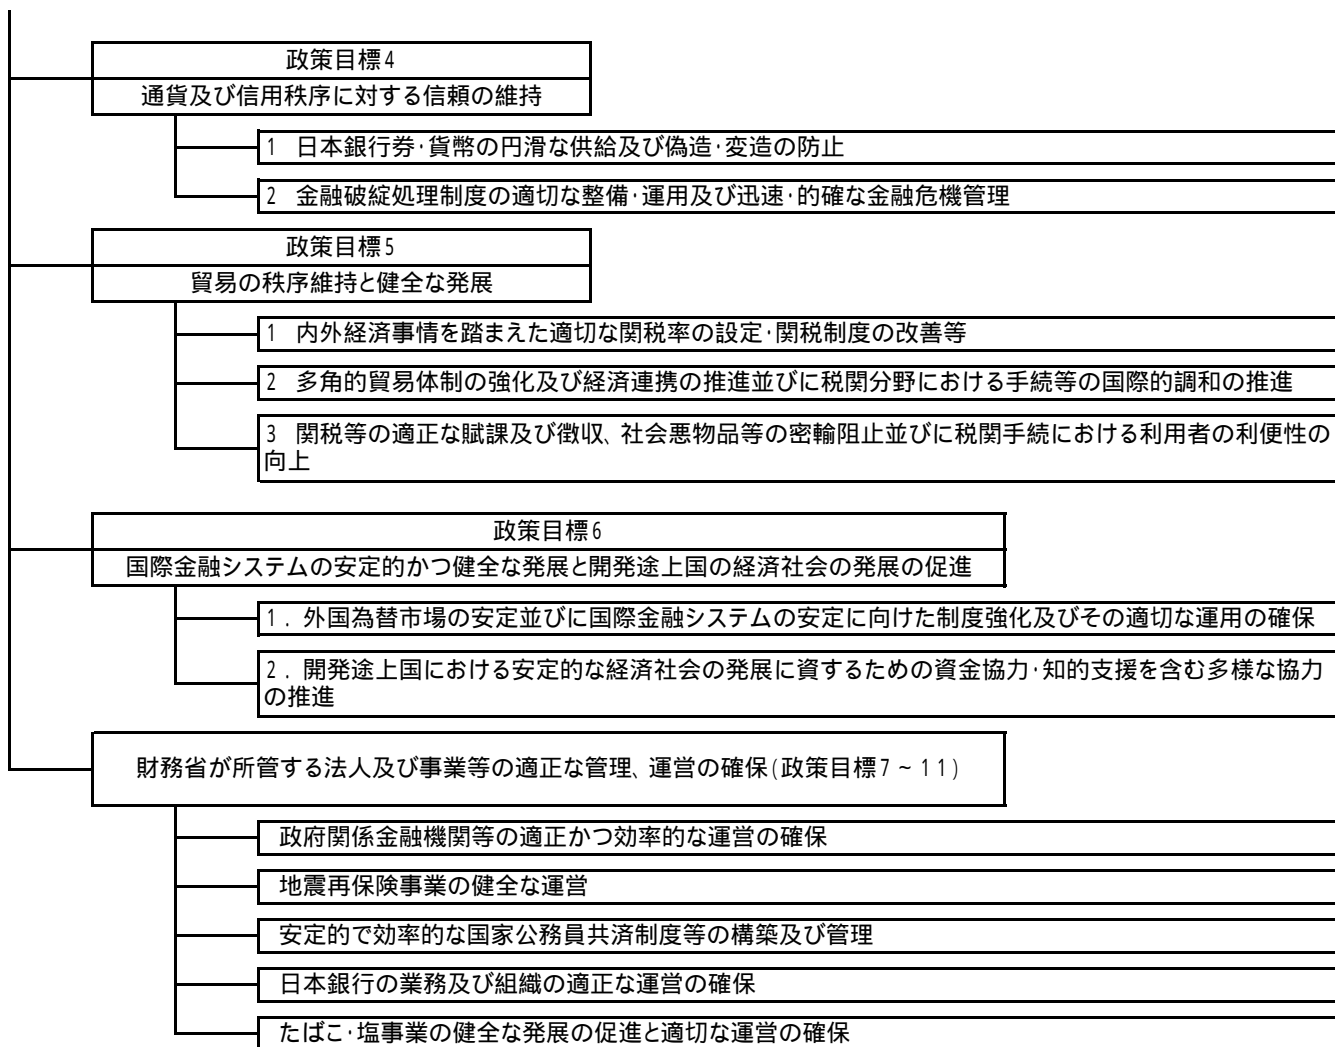 政策目標4
通貨及び信用秩序に対する信頼の維持
1 日本銀行券･貨幣の円滑な供給及び偽造･変造の防止
2 金融破綻処理制度の適切な整備･運用及び迅速･的確な金融危機管理
政策目標5
貿易の秩序維持と健全な発展
1 内外経済事情を踏まえた適切な関税率の設定･関税制度の改善等
2 多角的貿易体制の強化及び経済連携の推進並びに税関分野における手続等の国際的調和の推進
3 関税等の適正な賦課及び徴収、社会悪物品等の密輸阻止並びに税関手続における利用者の利便性の
向上
政策目標6
国際金融システムの安定的かつ健全な発展と開発途上国の経済社会の発展の促進
1．外国為替市場の安定並びに国際金融システムの安定に向けた制度強化及びその適切な運用の確保
2．開発途上国における安定的な経済社会の発展に資するための資金協力･知的支援を含む多様な協力
の推進
財務省が所管する法人及び事業等の適正な管理、運営の確保(政策目標7～11)
政府関係金融機関等の適正かつ効率的な運営の確保
地震再保険事業の健全な運営
安定的で効率的な国家公務員共済制度等の構築及び管理
日本銀行の業務及び組織の適正な運営の確保
たばこ･塩事業の健全な発展の促進と適切な運営の確保